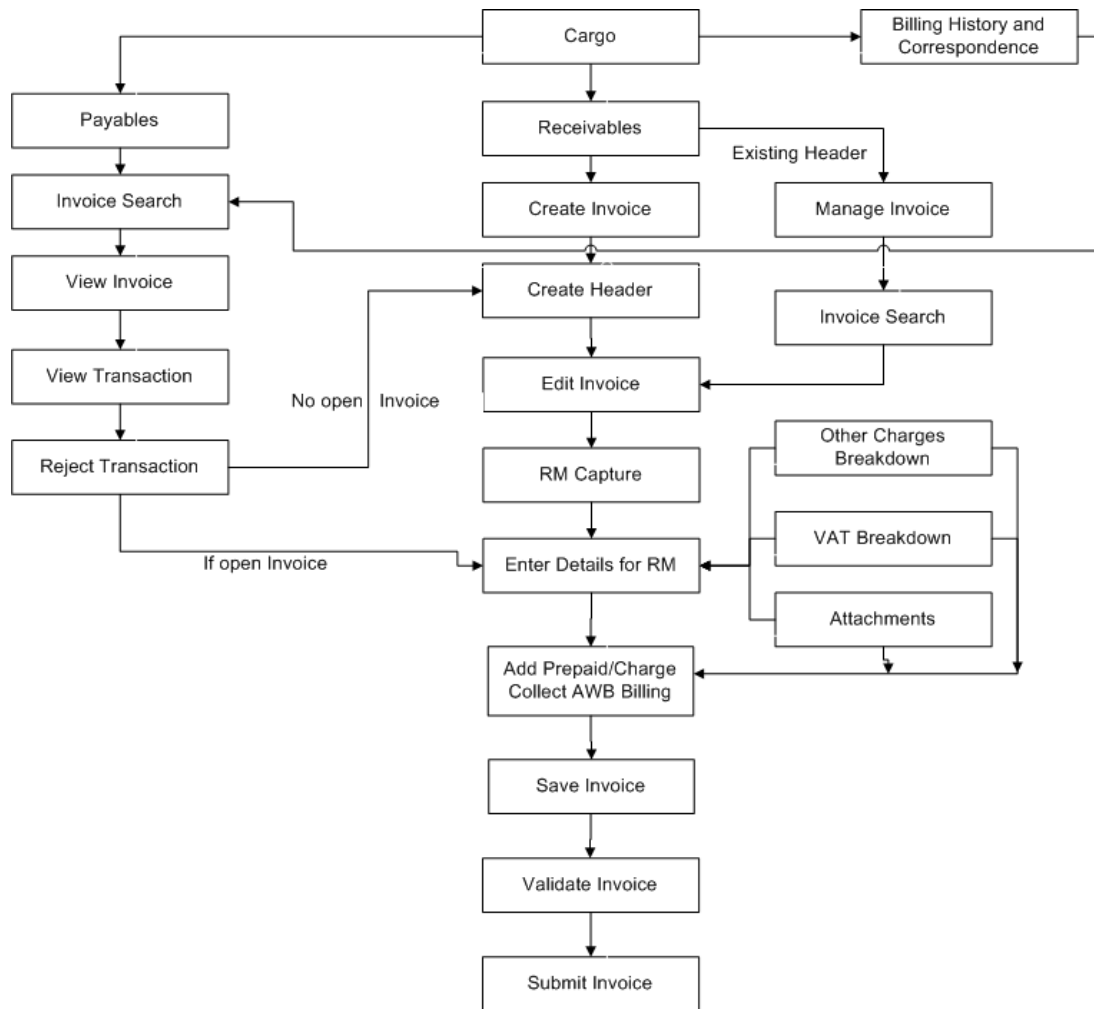 Cargo
Billing History and
Correspondence
Payables
Receivables
Existing Header
Invoice Search
Create Invoice
Manage Invoice
View Invoice
Create Header
Invoice Search
View Transaction
Edit Invoice
No open Invoice
Other Charges
Breakdown
Reject Transaction
RM Capture
VAT Breakdown
If open Invoice
Enter Details for RM
Attachments
Add Prepaid/Charge
Collect AWB Billing
Save Invoice
Validate Invoice
Submit Invoice